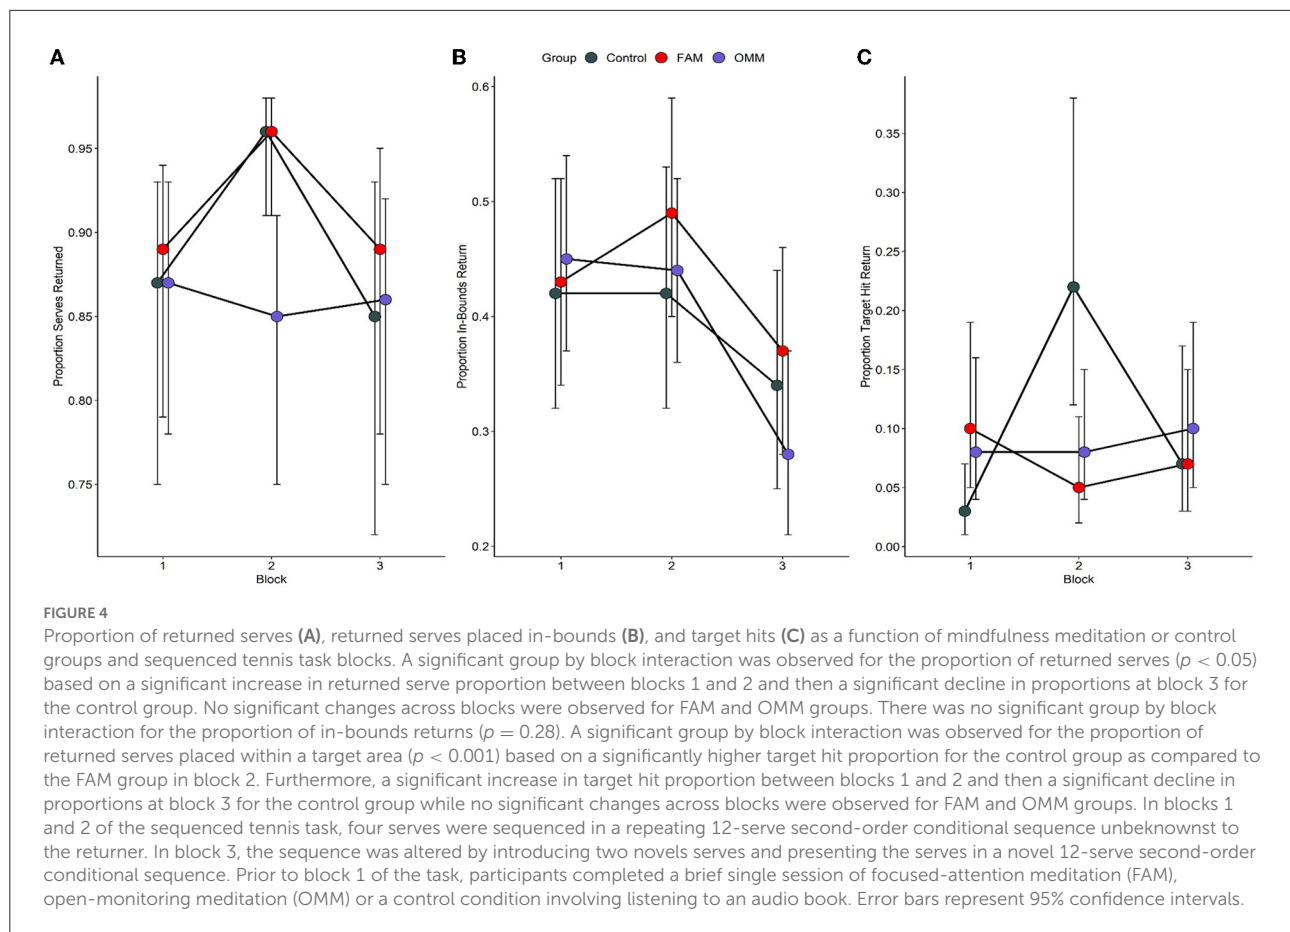 A
B
Group Control FAM OMM
C
Proportion Serves Returned
0.95
0.90
0.85
0.80
0.75
1 2 3
Block
Proportion In-Bounds Return
0.6
0.5
0.4
0.3
0.2
1 2 3
Block
Proportion Target Hit Return
0.35
0.30
0.25
0.20
0.15
0.10
0.05
0.00
1 2 3
Block
FIGURE 4
Proportion of returned serves (A), returned serves placed in-bounds (B), and target hits (C) as a function of mindfulness meditation or control
groups and sequenced tennis task blocks. A significant group by block interaction was observed for the proportion of returned serves (p < 0.05)
based on a significant increase in returned serve proportion between blocks 1 and 2 and then a significant decline in proportions at block 3 for
the control group. No significant changes across blocks were observed for FAM and OMM groups. There was no significant group by block
interaction for the proportion of in-bounds returns (p = 0.28). A significant group by block interaction was observed for the proportion of
returned serves placed within a target area (p < 0.001) based on a significantly higher target hit proportion for the control group as compared to
the FAM group in block 2. Furthermore, a significant increase in target hit proportion between blocks 1 and 2 and then a significant decline in
proportions at block 3 for the control group while no significant changes across blocks were observed for FAM and OMM groups. In blocks 1
and 2 of the sequenced tennis task, four serves were sequenced in a repeating 12-serve second-order conditional sequence unbeknownst to
the returner. In block 3, the sequence was altered by introducing two novels serves and presenting the serves in a novel 12-serve second-order
conditional sequence. Prior to block 1 of the task, participants completed a brief single session of focused-attention meditation (FAM),
open-monitoring meditation (OMM) or a control condition involving listening to an audio book. Error bars represent 95% confidence intervals.